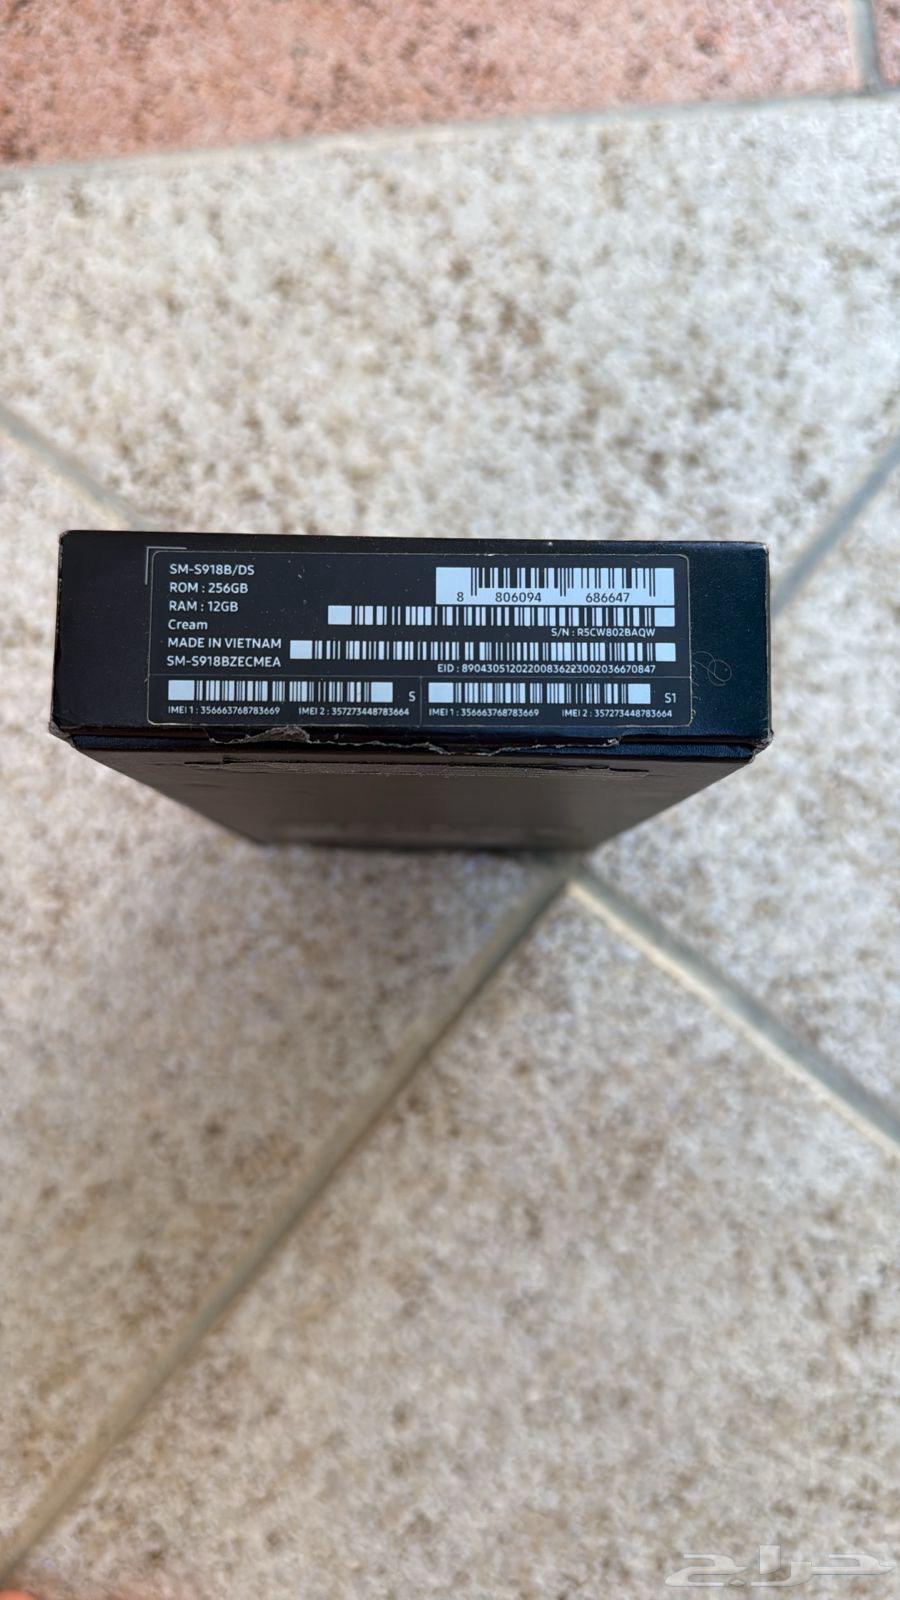 SM-S918B/DS
ROM : 256GB
RAM : 12GB
Cream
MADE IN VIETNAM
SM-S918BZECMEA
8 806094 686647
S/N : R5CW802BAQW
EID : 89043051202200836223002036670847
S
IMEI 1 : 356663768783669 IMEI 2 : 357273448783664
S1
IMEI 1 : 356663768783669 IMEI 2 : 357273448783664
حراج